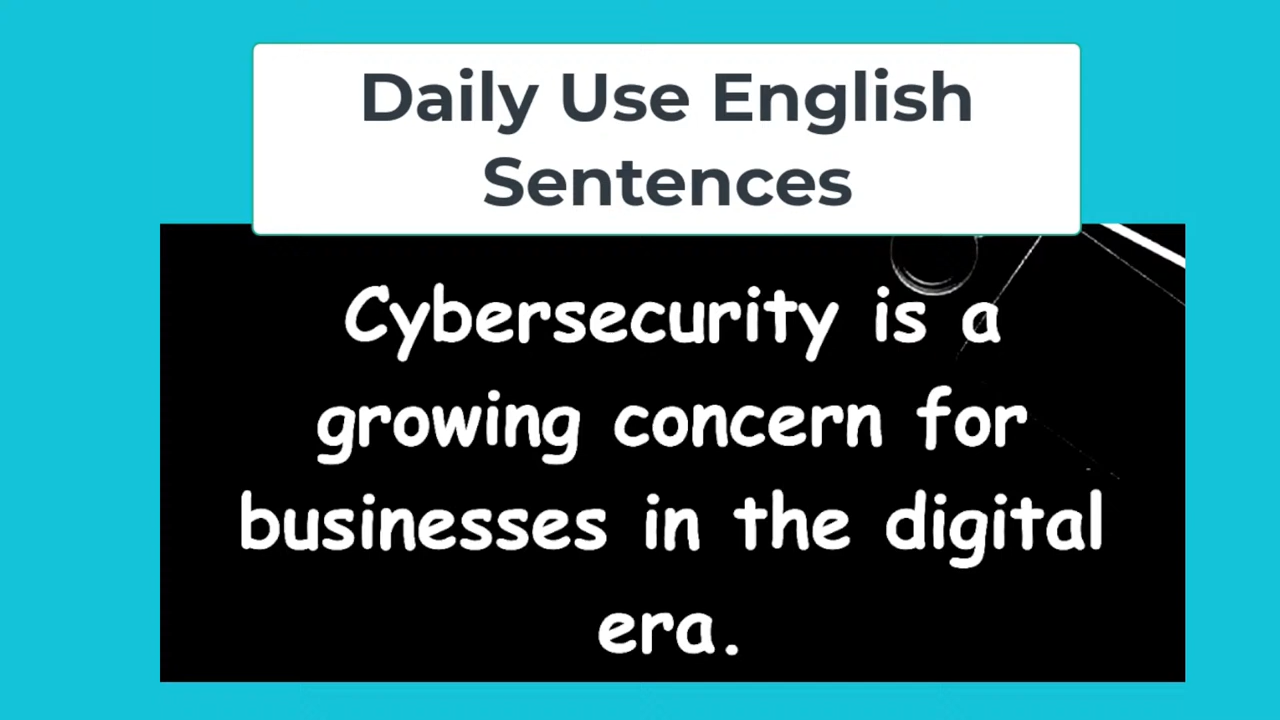 Daily Use English
Sentences
Cybersecurity is a
growing concern for
businesses in the digital
era.